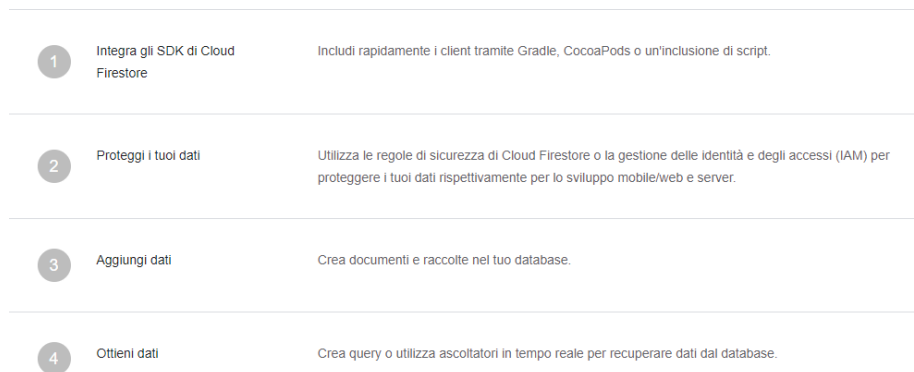 1
Integra gli SDK di Cloud
Firestore
Includi rapidamente i client tramite Gradle, CocoaPods o un'inclusione di script.
2
Proteggi i tuoi dati
Utilizza le regole di sicurezza di Cloud Firestore o la gestione delle identità e degli accessi (IAM) per
proteggere i tuoi dati rispettivamente per lo sviluppo mobile/web e server.
3
Aggiungi dati
Crea documenti e raccolte nel tuo database.
4
Ottieni dati
Crea query o utilizza ascoltatori in tempo reale per recuperare dati dal database.